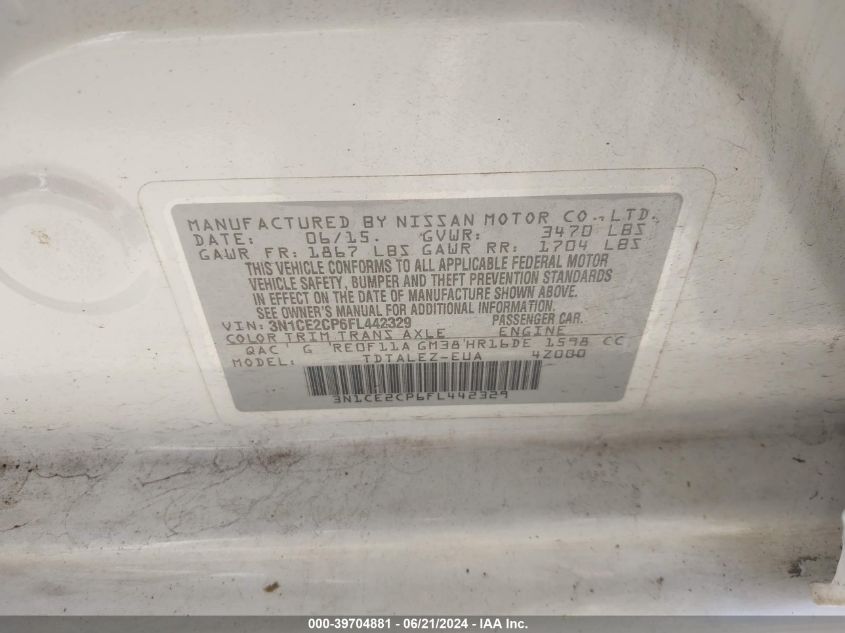 MANUFACTURED BY NISSAN MOTOR CO., LTD.
DATE: 06/15. GVWR: 3470 LBS
GAWR FR: 1867 LBS GAWR RR: 1704 LBS
THIS VEHICLE CONFORMS TO ALL APPLICABLE FEDERAL MOTOR
VEHICLE SAFETY, BUMPER AND THEFT PREVENTION STANDARDS
IN EFFECT ON THE DATE OF MANUFACTURE SHOWN ABOVE.
SEE OWNER'S MANUAL FOR ADDITIONAL INFORMATION.
VIN: 3N1CE2CP6FL442329 PASSENGER CAR.
COLOR TRIM TRANS AXLE ENGINE
QAC G RE0F11A GM38 HR16DE 1598 CC
MODEL: TDTALEZ-EUA 4Z000
3N1CE2CP6FL442329
000-39704881 - 06/21/2024 - IAA Inc.